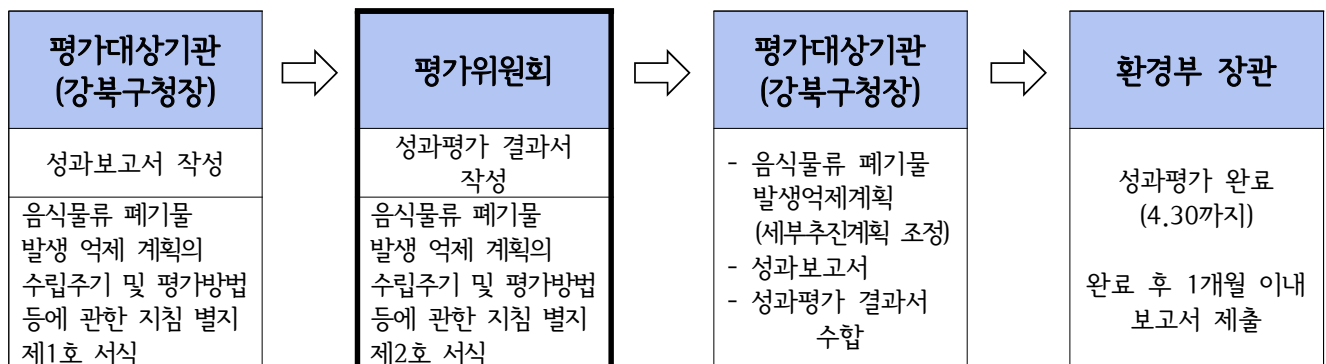 평가대상기관
(강북구청장)
성과보고서 작성
음식물류 폐기물
발생 억제 계획의
수립주기 및 평가방법
등에 관한 지침 별지
제1호 서식
평가위원회
성과평가 결과서
작성
음식물류 폐기물
발생 억제 계획의
수립주기 및 평가방법
등에 관한 지침 별지
제2호 서식
평가대상기관
(강북구청장)
- 음식물류 폐기물
발생억제계획
(세부추진계획 조정)
- 성과보고서
- 성과평가 결과서
수합
환경부 장관
성과평가 완료
(4.30까지)
완료 후 1개월 이내
보고서 제출